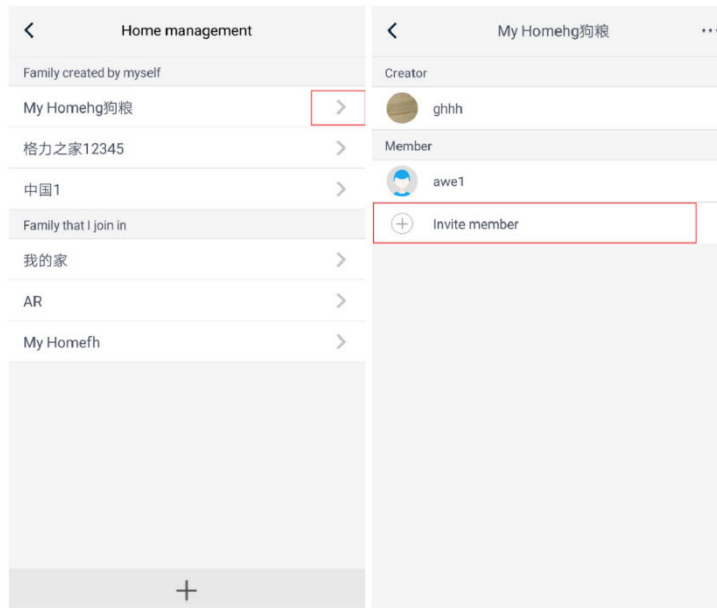 Home management
Family created by myself
My Homehg狗粮
格力之家12345
中国1
Family that I join in
我的家
AR
My Homefh
My Homehg狗粮
Creator
ghhh
Member
awe1
Invite member